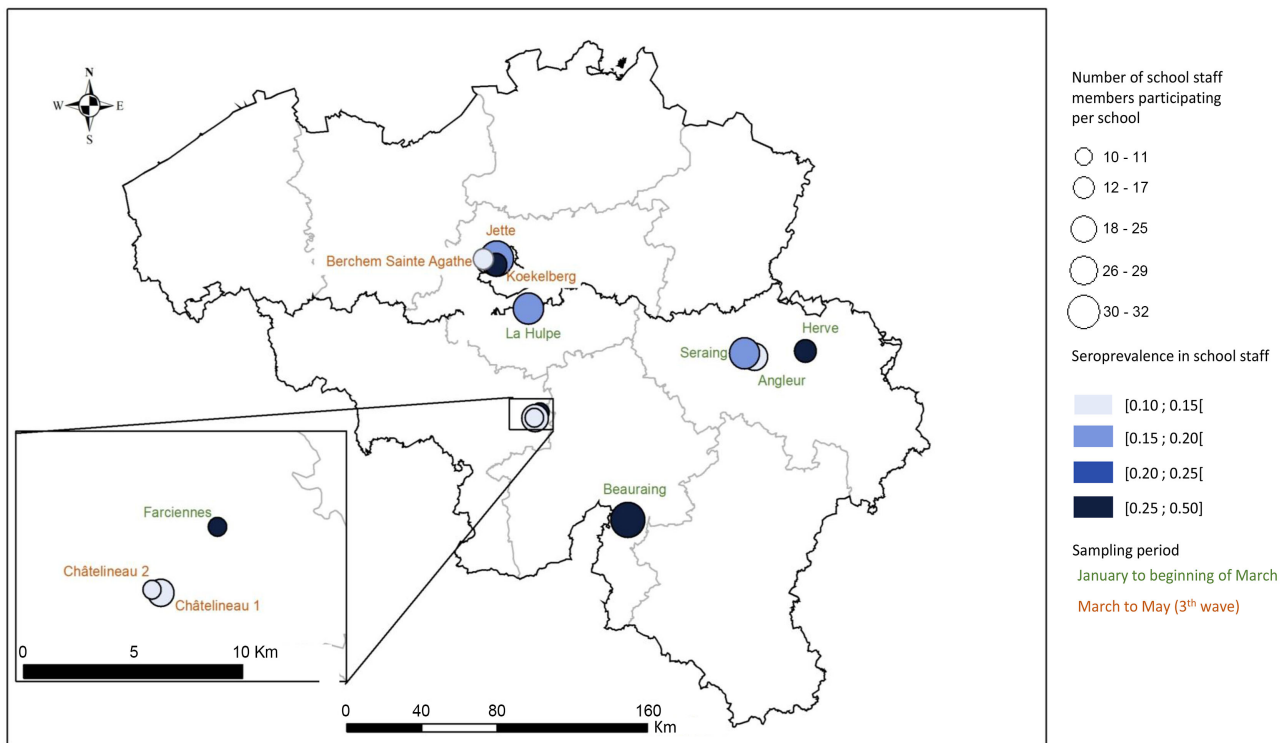 N
W E
S
Jette
Berchem Sainte Agathe
Koekelberg
La Hulpe
Herve
Seraing
Angleur
Beauraing
Farciennes
Châtelineau 2
Châtelineau 1
0 5 10 Km
0 40 80 160
Km
Number of school staff
members participating
per school
10 - 11
12 - 17
18 - 25
26 - 29
30 - 32
Seroprevalence in school staff
[0.10 ; 0.15[
[0.15 ; 0.20[
[0.20 ; 0.25[
[0.25 ; 0.50]
Sampling period
January to beginning of March
March to May (3th wave)